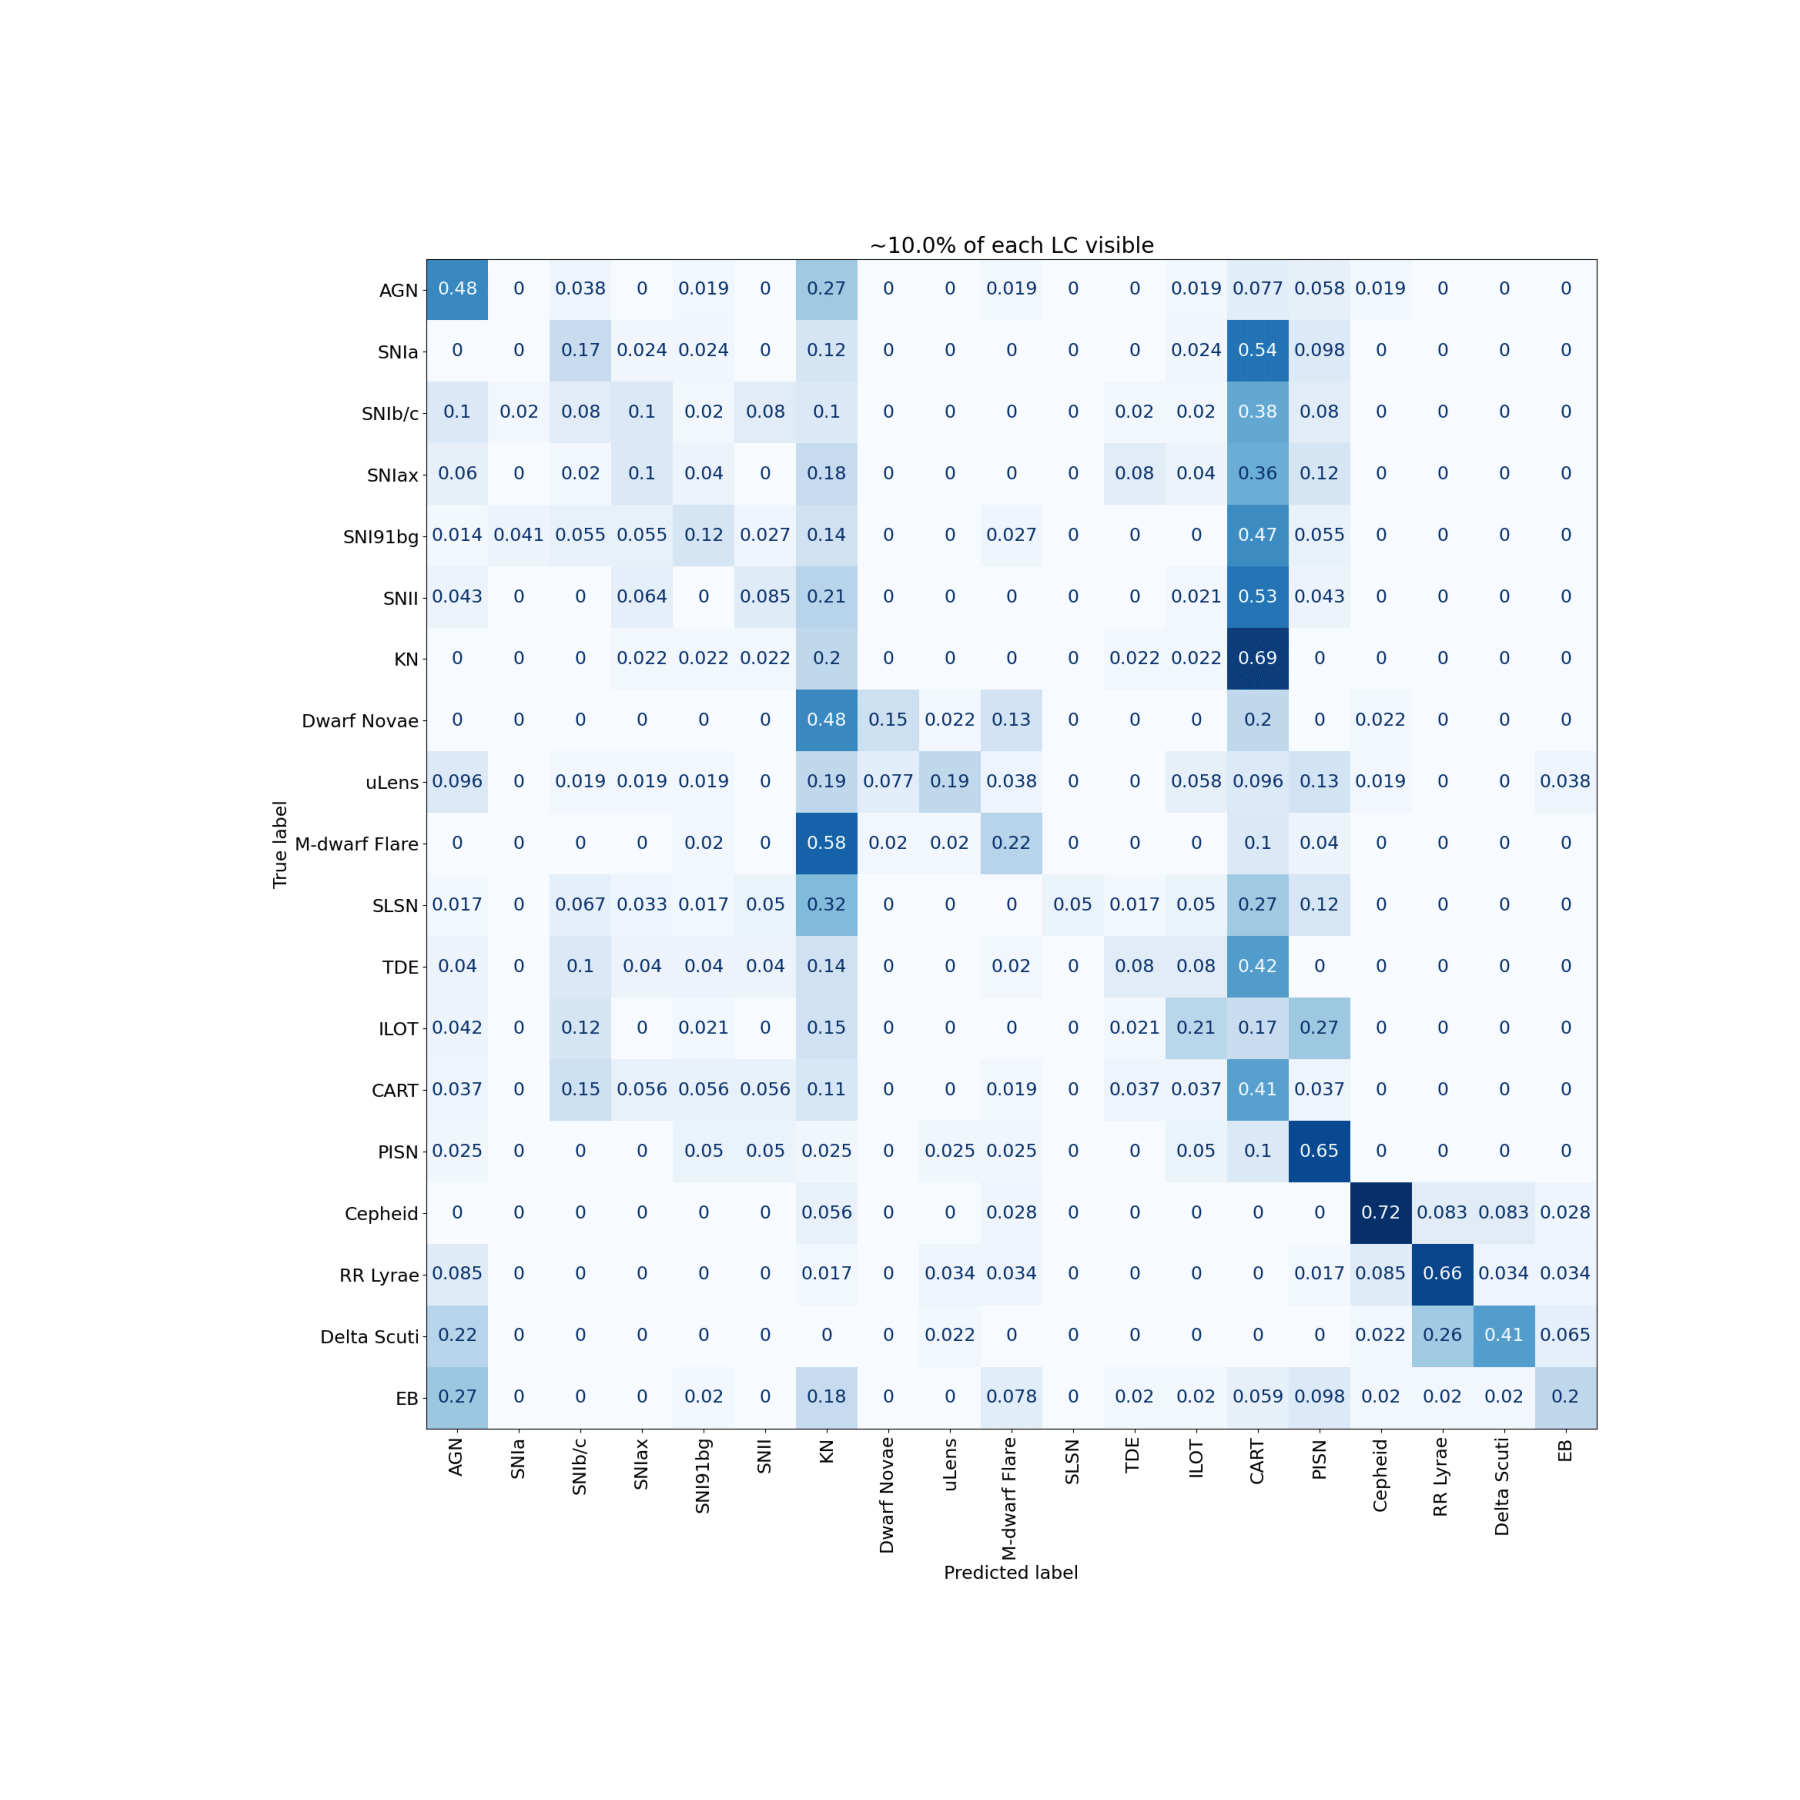 ~10.0% of each LC visible
True label
AGN 0.48 0 0.038 0 0.019 0 0.27 0 0 0.019 0 0 0.019 0.077 0.058 0.019 0 0 0
SNIa 0 0 0.17 0.024 0.024 0 0.12 0 0 0 0 0 0.024 0.54 0.098 0 0 0 0
SNIb/c 0.1 0.02 0.08 0.1 0.02 0.08 0.1 0 0 0 0 0.02 0.02 0.38 0.08 0 0 0 0
SNIax 0.06 0 0.02 0.1 0.04 0 0.18 0 0 0 0 0.08 0.04 0.36 0.12 0 0 0 0
SNI91bg 0.014 0.041 0.055 0.055 0.12 0.027 0.14 0 0 0.027 0 0 0 0.47 0.055 0 0 0 0
SNII 0.043 0 0 0.064 0 0.085 0.21 0 0 0 0 0 0.021 0.53 0.043 0 0 0 0
KN 0 0 0 0.022 0.022 0.022 0.2 0 0 0 0 0.022 0.022 0.69 0 0 0 0 0
Dwarf Novae 0 0 0 0 0 0 0.48 0.15 0.022 0.13 0 0 0 0.2 0 0.022 0 0 0
uLens 0.096 0 0.019 0.019 0.019 0 0.19 0.077 0.19 0.038 0 0 0.058 0.096 0.13 0.019 0 0 0.038
M-dwarf Flare 0 0 0 0 0.02 0 0.58 0.02 0.02 0.22 0 0 0 0.1 0.04 0 0 0 0
SLSN 0.017 0 0.067 0.033 0.017 0.05 0.32 0 0 0 0.05 0.017 0.05 0.27 0.12 0 0 0 0
TDE 0.04 0 0.1 0.04 0.04 0.04 0.14 0 0 0.02 0 0.08 0.08 0.42 0 0 0 0 0
ILOT 0.042 0 0.12 0 0.021 0 0.15 0 0 0 0 0.021 0.21 0.17 0.27 0 0 0 0
CART 0.037 0 0.15 0.056 0.056 0.056 0.11 0 0 0.019 0 0.037 0.037 0.41 0.037 0 0 0 0
PISN 0.025 0 0 0 0.05 0.05 0.025 0 0.025 0.025 0 0 0.05 0.1 0.65 0 0 0 0
Cepheid 0 0 0 0 0 0 0.056 0 0 0.028 0 0 0 0 0 0.72 0.083 0.083 0.028
RR Lyrae 0.085 0 0 0 0 0 0.017 0 0.034 0.034 0 0 0 0 0.017 0.085 0.66 0.034 0.034
Delta Scuti 0.22 0 0 0 0 0 0 0 0.022 0 0 0 0 0 0 0.022 0.26 0.41 0.065
EB 0.27 0 0 0 0.02 0 0.18 0 0 0.078 0 0.02 0.02 0.059 0.098 0.02 0.02 0.02 0.2
AGN SNIa SNIb/c SNIax SNI91bg SNII KN Dwarf Novae uLens M-dwarf Flare SLSN TDE ILOT CART PISN Cepheid RR Lyrae Delta Scuti EB
Predicted label